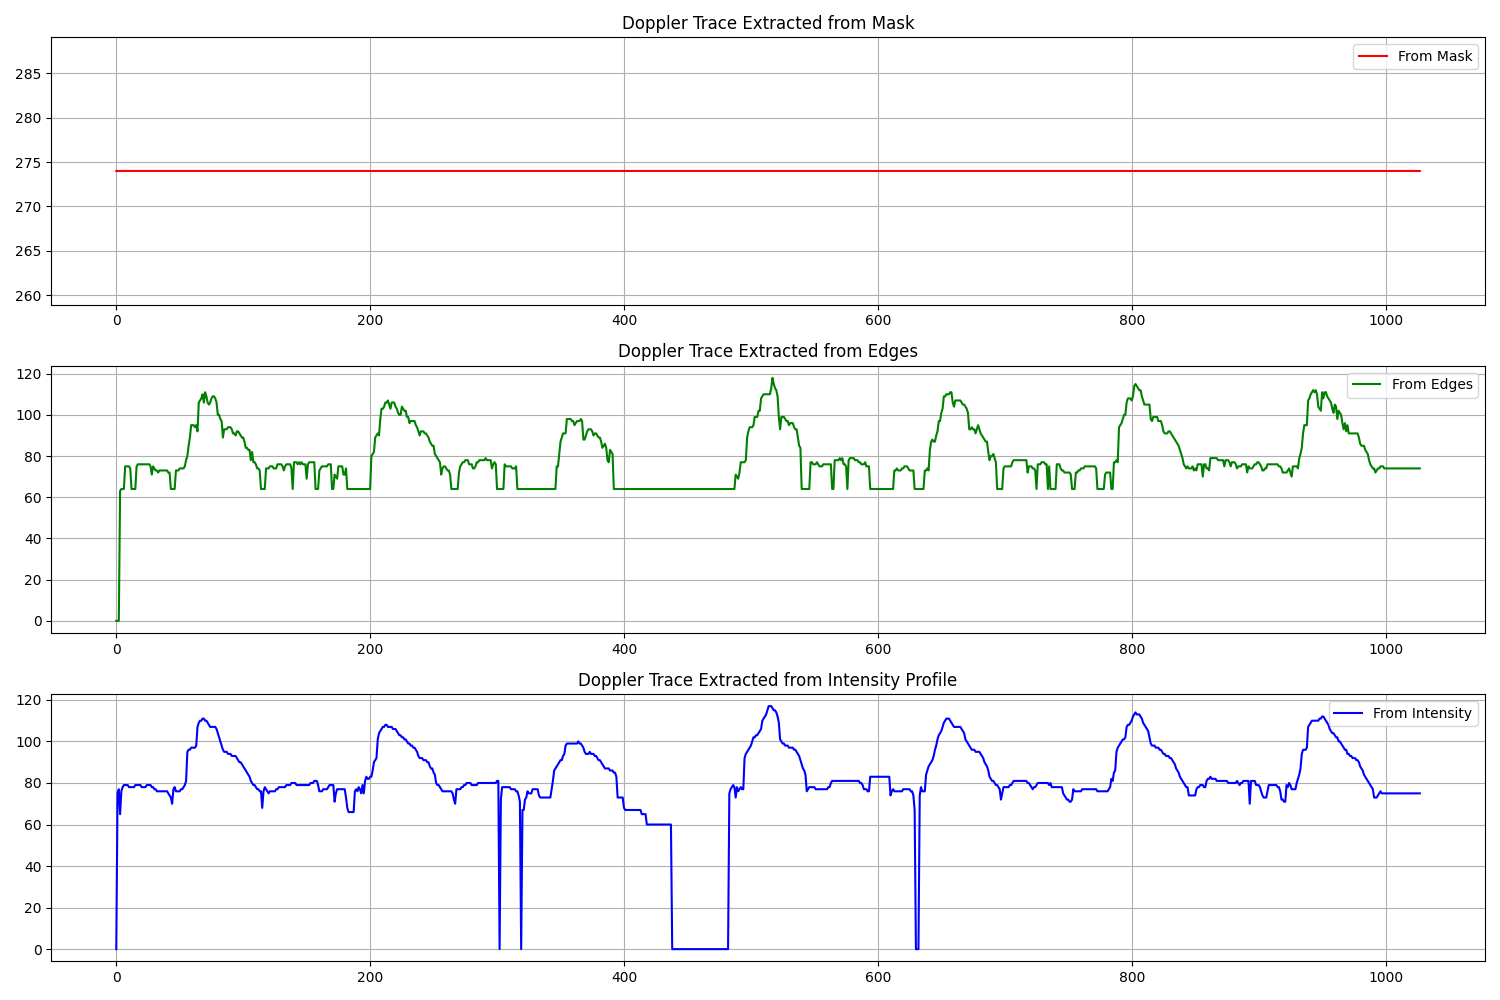 Doppler Trace Extracted from Mask
From Mask
285
280
275
270
265
260
0 200 400 600 800 1000
Doppler Trace Extracted from Edges
From Edges
120
100
80
60
40
20
0
0 200 400 600 800 1000
Doppler Trace Extracted from Intensity Profile
From Intensity
120
100
80
60
40
20
0
0 200 400 600 800 1000